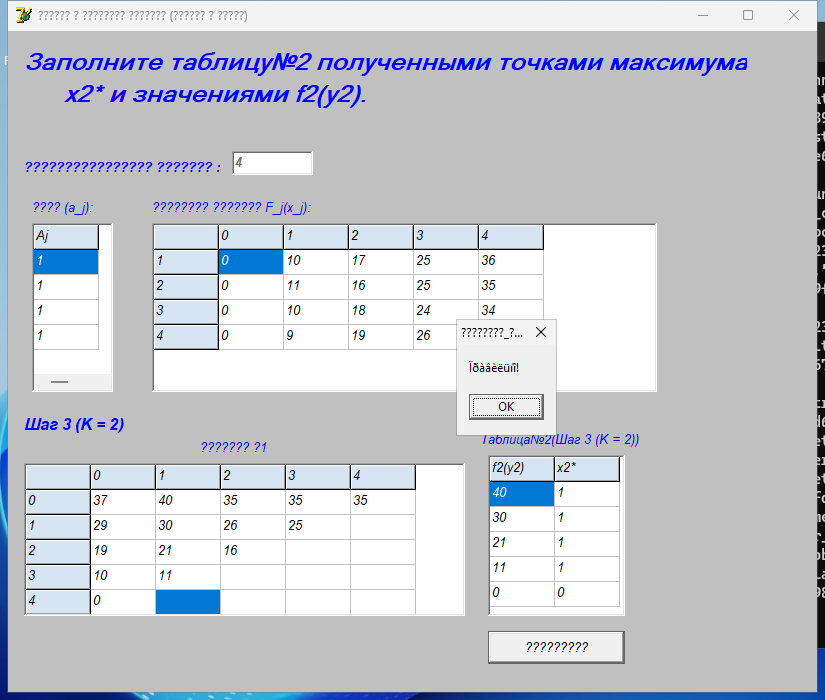 ?????? ? ???????? ??????? (?????? ? ?????)
Заполните таблицу№2 полученными точками максимума
x2* и значениями f2(y2).
???????????????? ??????? : 4
???? (a_j):
???????? ??????? F_j(x_j):
Aj
1
1
1
1
0 1 2 3 4
1 0 10 17 25 36
2 0 11 16 25 35
3 0 10 18 24 34
4 0 9 19 26
????????_?...
Ïðàâèëüíî!
OK
Шаг 3 (K = 2)
??????? ?1
0 1 2 3 4
0 37 40 35 35 35
1 29 30 26 25
2 19 21 16
3 10 11
4 0
Таблица№2(Шаг 3 (K = 2))
f2(y2) x2*
40 1
30 1
21 1
11 1
0 0
?????????